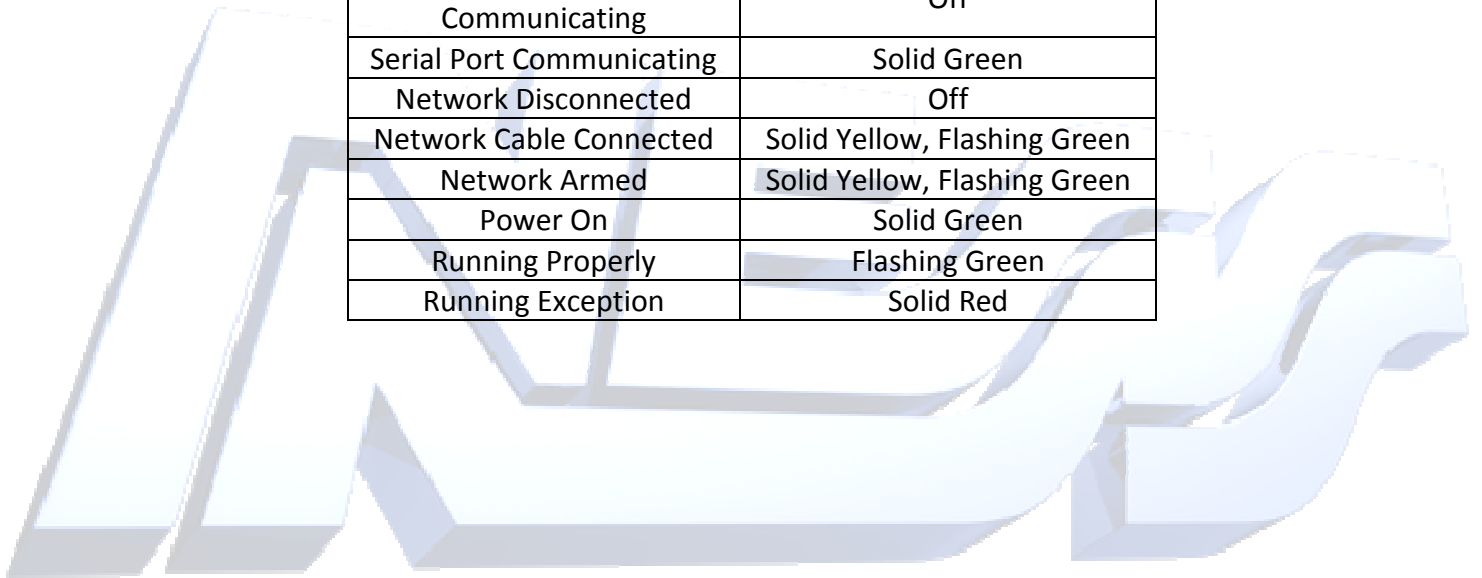 Communicating Off
Serial Port Communicating Solid Green
Network Disconnected Off
Network Cable Connected Solid Yellow, Flashing Green
Network Armed Solid Yellow, Flashing Green
Power On Solid Green
Running Properly Flashing Green
Running Exception Solid Red